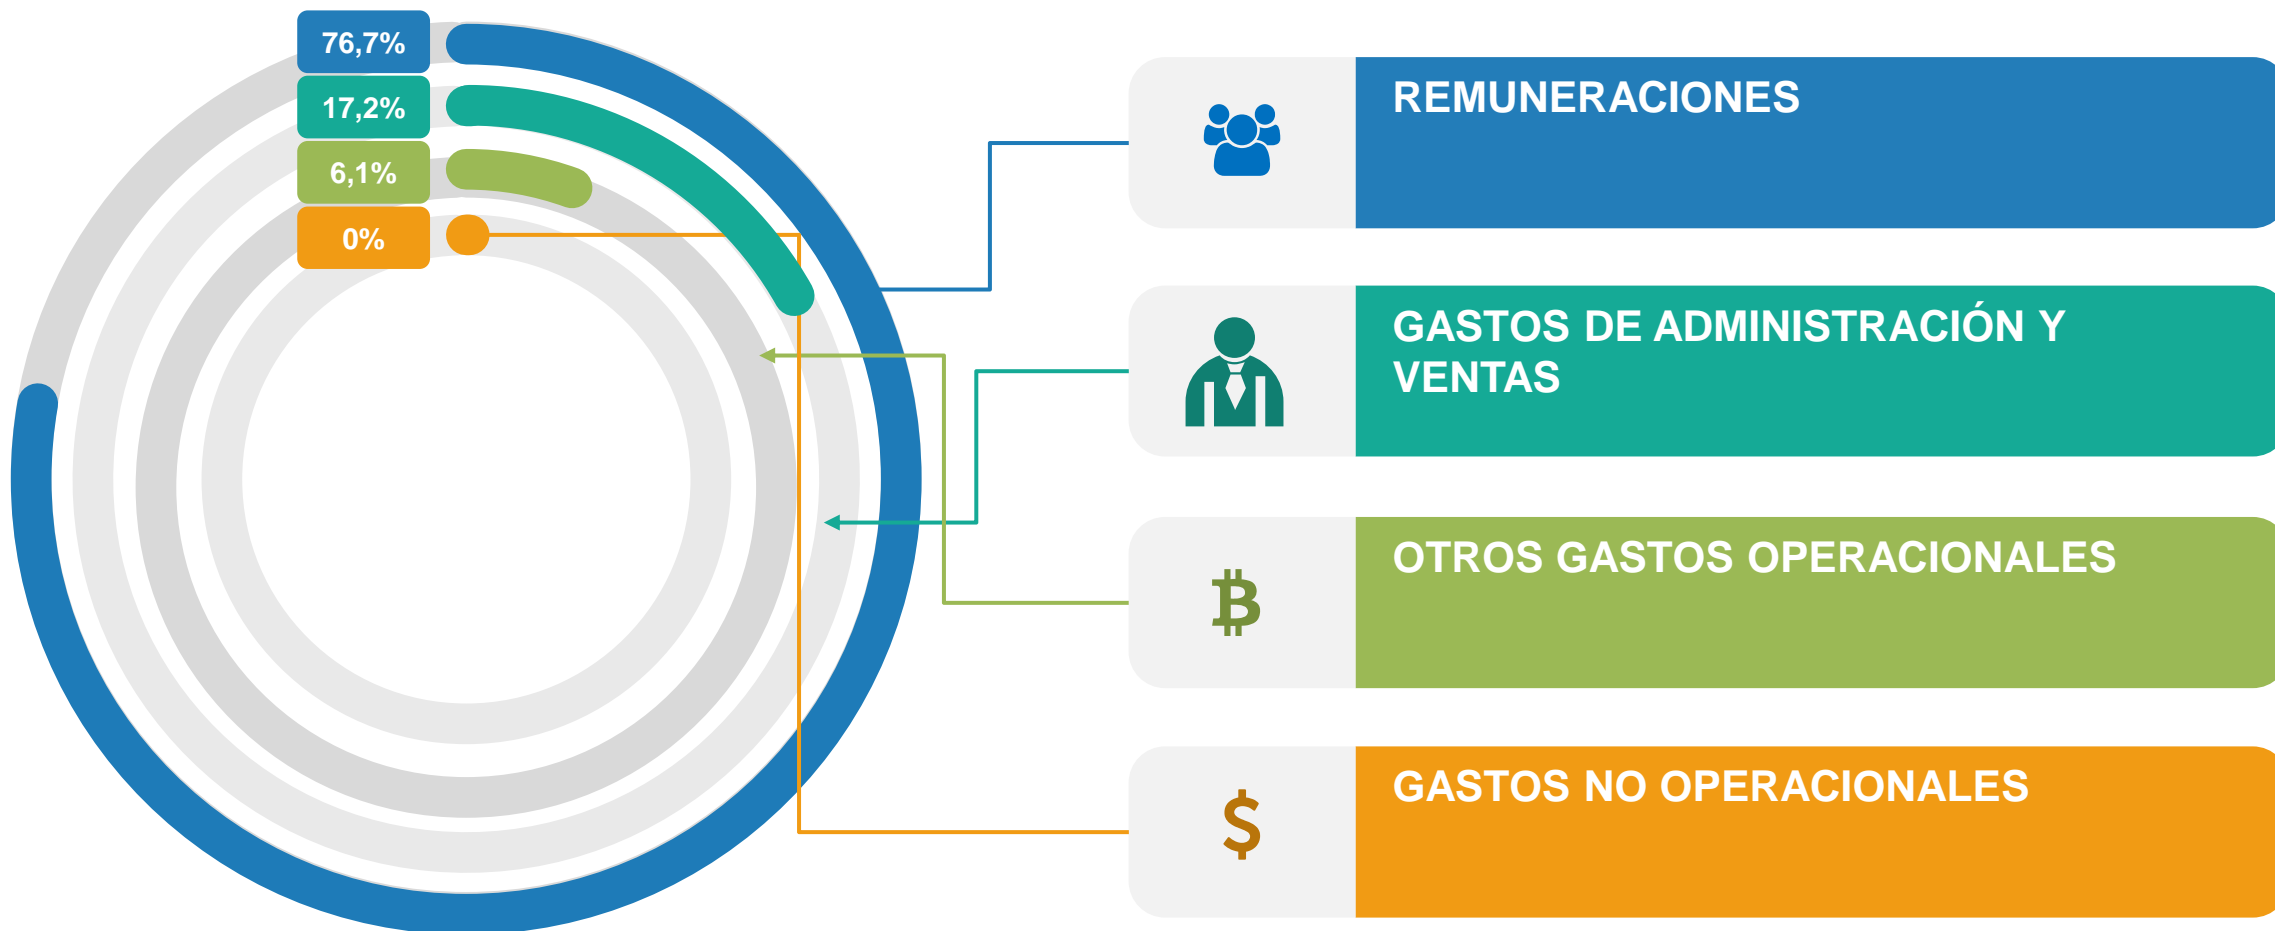 76,7%
17,2%
6,1%
0%
REMUNERACIONES
GASTOS DE ADMINISTRACIÓN Y
VENTAS
OTROS GASTOS OPERACIONALES
GASTOS NO OPERACIONALES